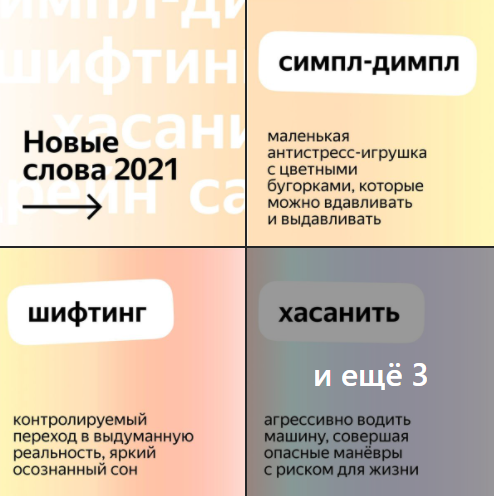 импл-ди
шифтин
хасани
дрейн са
Новые
слова 2021
симпл-димпл
маленькая
антистресс-игрушка
с цветными
бугорками, которые
можно вдавливать
и выдавливать
шифтинг
контролируемый
переход в выдуманную
реальность, яркий
осознанный сон
хасанить
и ещё 3
агрессивно водить
машину, совершая
опасные манёвры
с риском для жизни